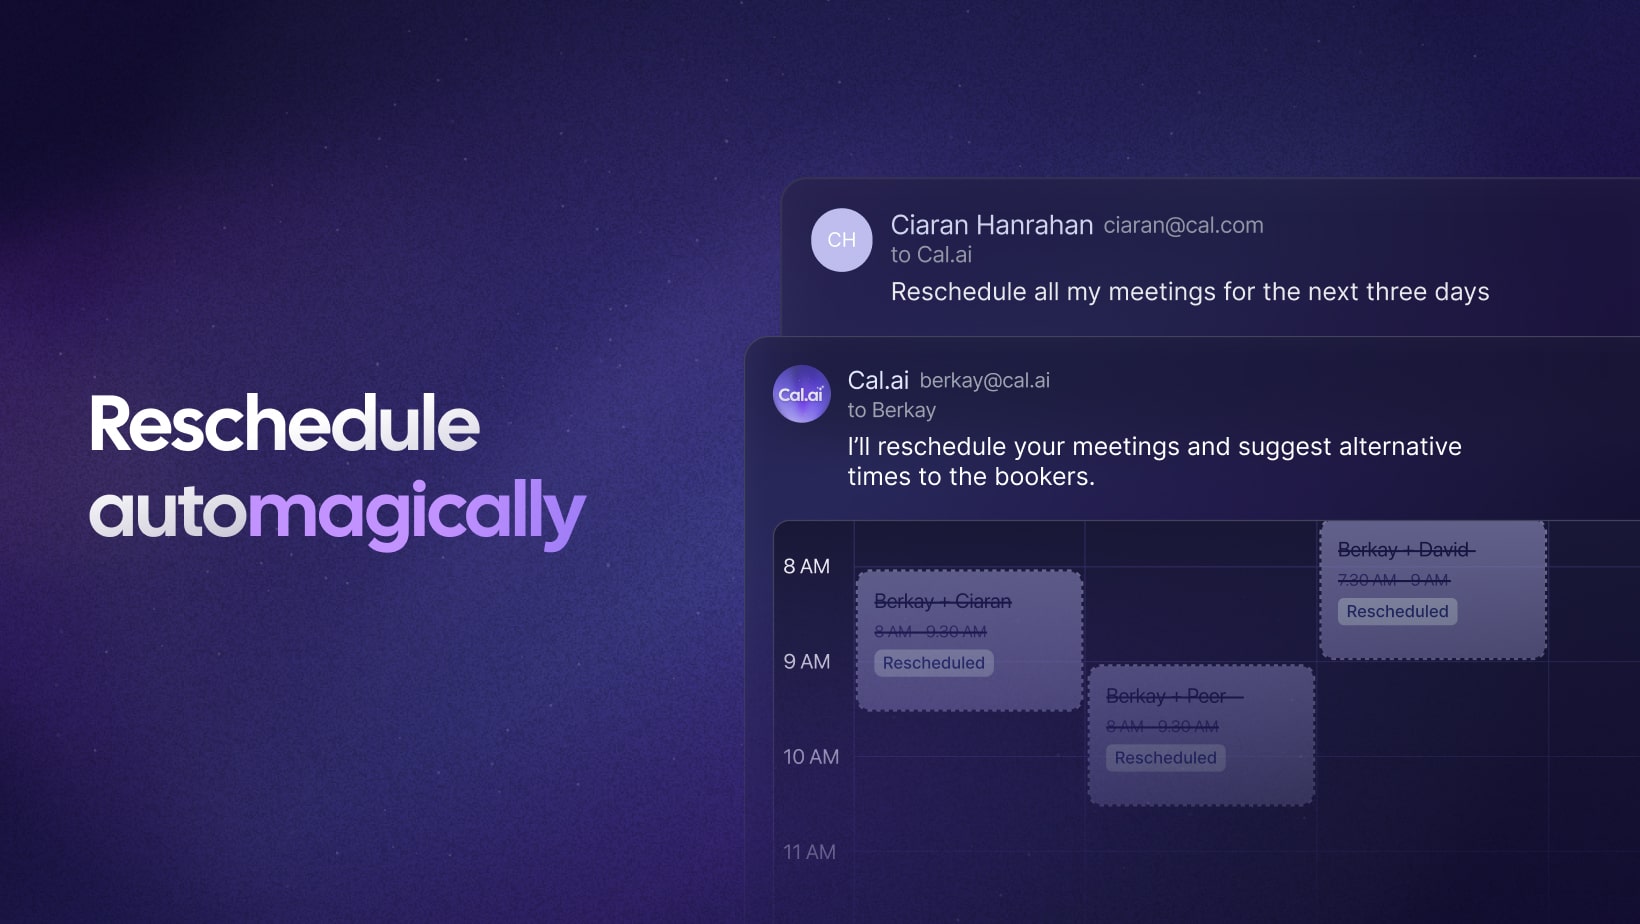 Reschedule
automagically
CH
Ciaran Hanrahan ciaran@cal.com
to Cal.ai
Reschedule all my meetings for the next three days
Cal.ai
Cal.ai berkay@cal.ai
to Berkay
I’ll reschedule your meetings and suggest alternative
times to the bookers.
8 AM
9 AM
10 AM
11 AM
Berkay + Ciaran
8 AM - 9.30 AM
Rescheduled
Berkay + Peer
8 AM - 9.30 AM
Rescheduled
Berkay + David
7.30 AM - 9 AM
Rescheduled